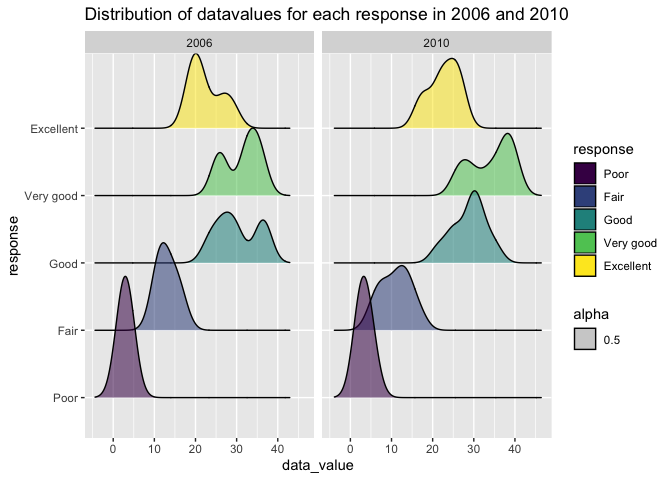 Distribution of datavalues for each response in 2006 and 2010
2006
2010
response
Excellent
Very good
Good
Fair
Poor
0 10 20 30 40
0 10 20 30 40
data_value
response
Poor
Fair
Good
Very good
Excellent
alpha
0.5